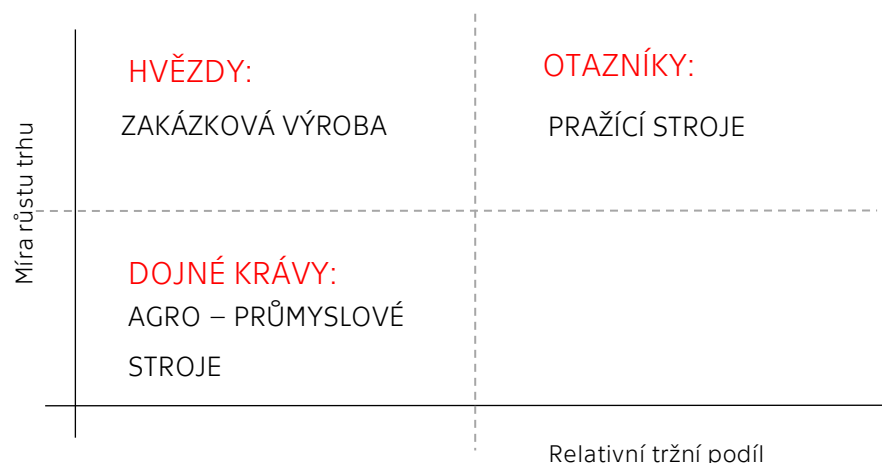 HVĚZDY:
ZAKÁZKOVÁ VÝROBA
OTAZNÍKY:
PRAŽÍCÍ STROJE
Míra růstu trhu
DOJNÉ KRÁVY:
AGRO – PRŮMYSLOVÉ
STROJE
Relativní tržní podíl